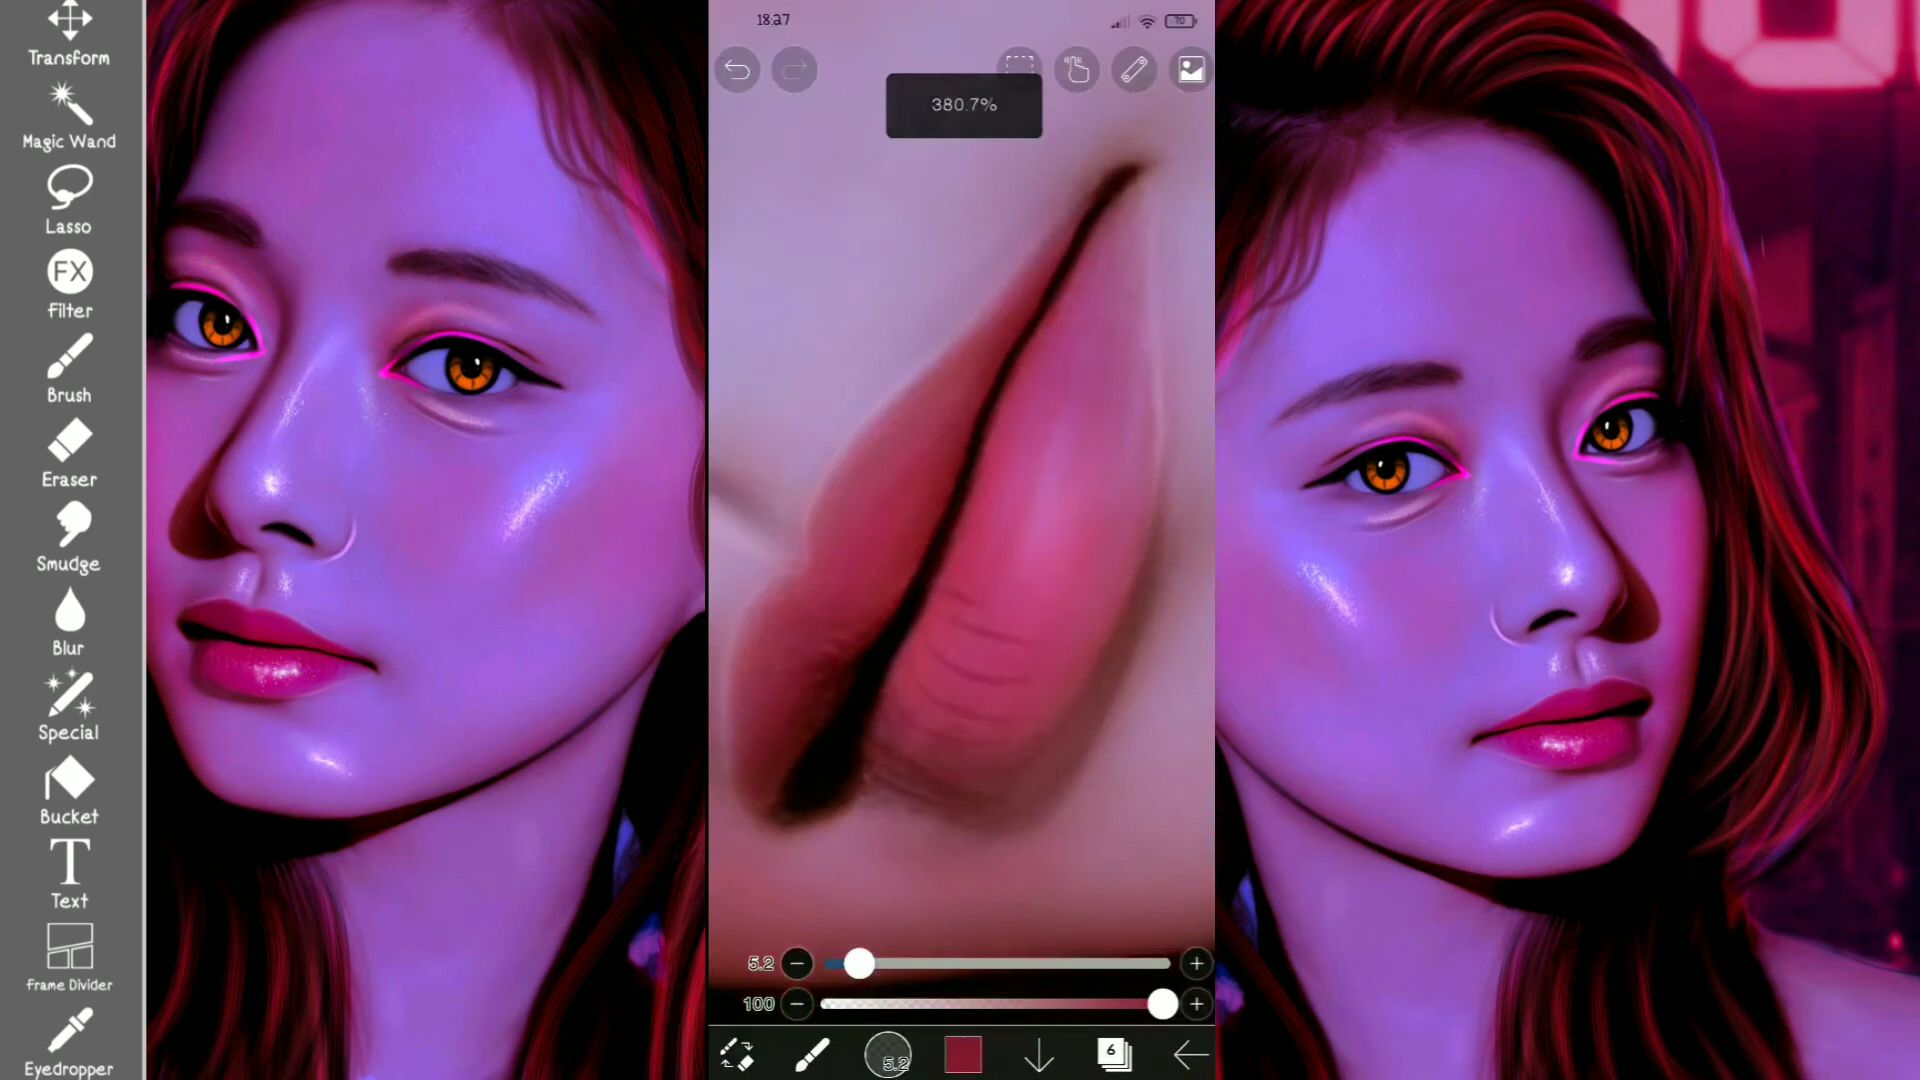 Transform
Magic Wand
Lasso
FX
Filter
Brush
Eraser
Smudge
Blur
Special
Bucket
T
Text
Frame Divider
Eyedropper
18:27
70
380.7%
5.2
100
5.2
6